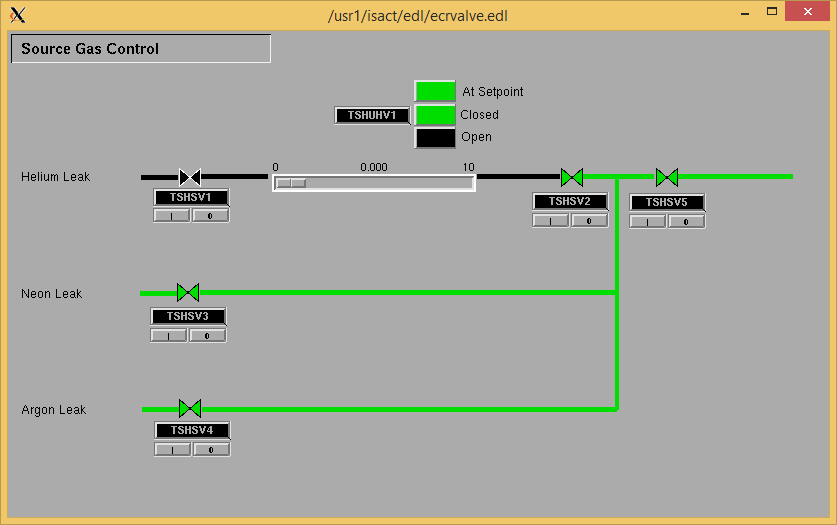 /usr1/isact/edl/ecrvalve.edl
Source Gas Control
At Setpoint
TSHUHV1 Closed
Open
0 0.000 10
Helium Leak
TSHSV1 TSHSV2 TSHSV5
| 0 | 0 | 0
Neon Leak
TSHSV3
| 0
Argon Leak
TSHSV4
| 0